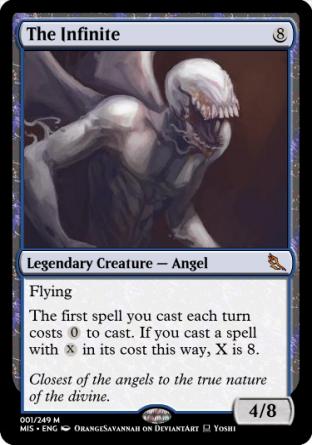 The Infinite 8
Legendary Creature — Angel
Flying
The first spell you cast each turn
costs 0 to cast. If you cast a spell
with X in its cost this way, X is 8.
Closest of the angels to the true nature
of the divine.
4/8
001/249 M
MIS • ENG OrangeSavannah on DeviantArt Yoshi